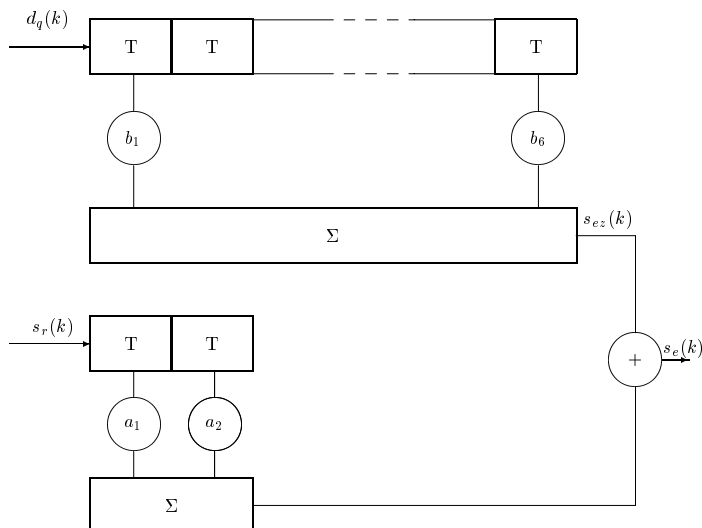 d_q(k)
T T T
b_1 b_6
s_ez(k)
Σ
s_r(k)
T T
+ s_e(k)
a_1 a_2
Σ